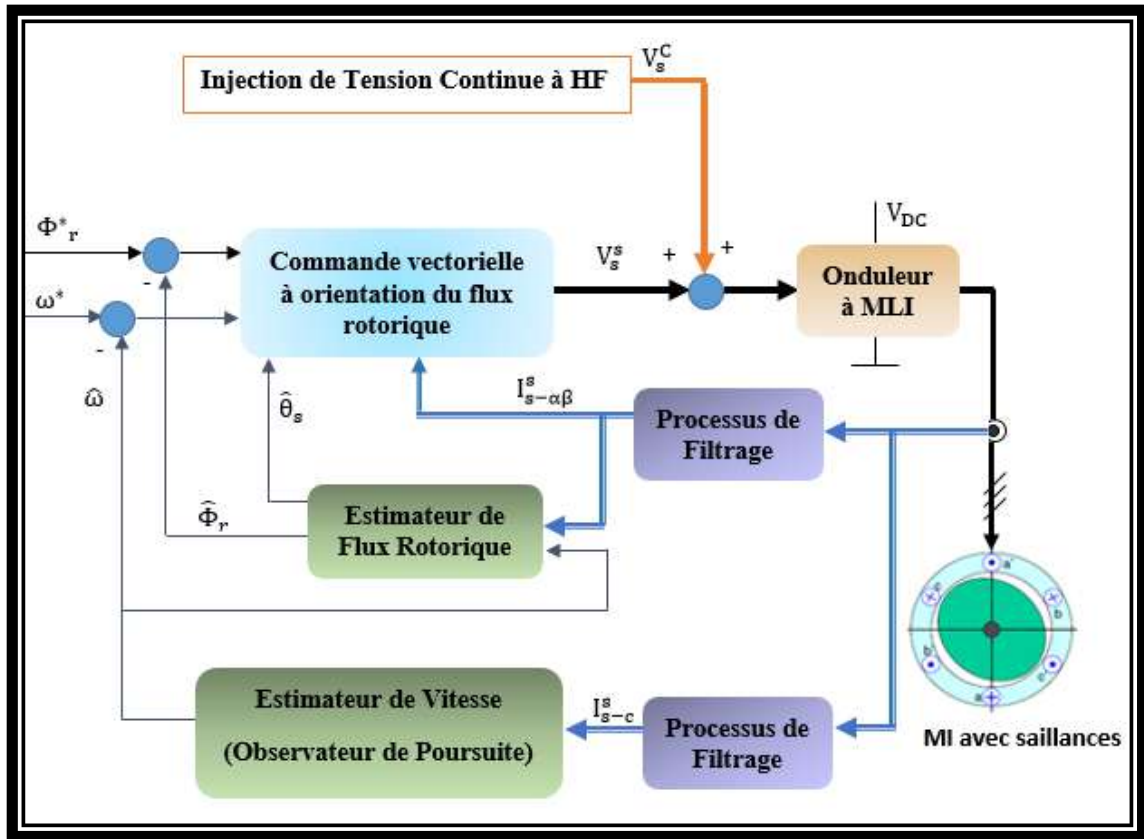 Injection de Tension Continue à HF
V_s^C
Φ*_r
ω*
-
-
Commande vectorielle
à orientation du flux
rotorique
V_s^s
+
+
V_DC
Onduleur
à MLI
ω̂
θ̂_s
I^s_s-αβ
Processus de
Filtrage
Φ̂_r
Estimateur de
Flux Rotorique
Estimateur de Vitesse
(Observateur de Poursuite)
I^s_s-c
Processus de
Filtrage
a'
c
b
b
c
a
MI avec saillances